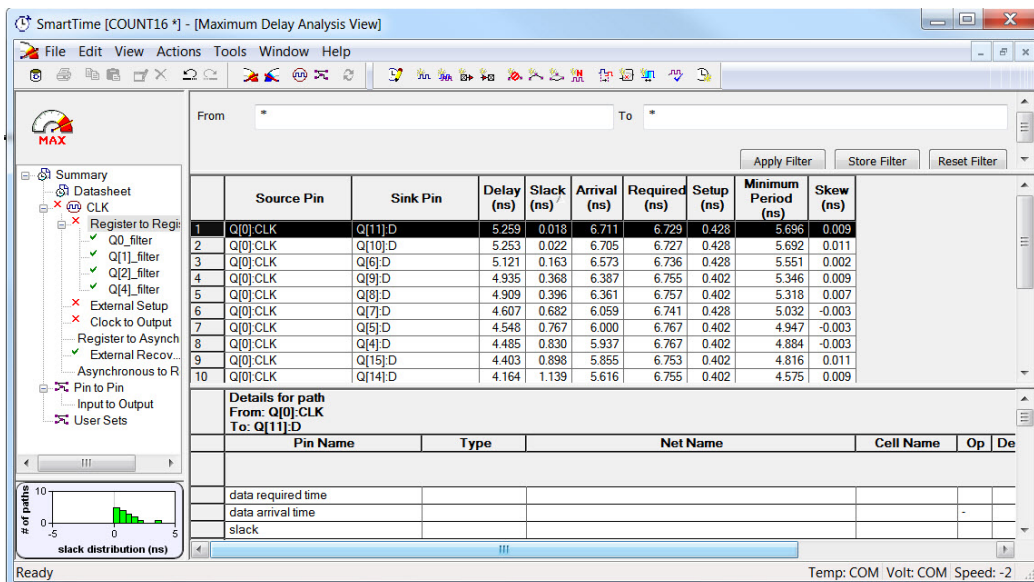 SmartTime [COUNT16 *] - [Maximum Delay Analysis View]
File Edit View Actions Tools Window Help
MAX
From * To *
Apply Filter Store Filter Reset Filter
Summary
Datasheet
CLK
Register to Regi
Q0_filter
Q[1]_filter
Q[2]_filter
Q[4]_filter
External Setup
Clock to Output
Register to Asynch
External Recov...
Asynchronous to R
Pin to Pin
Input to Output
User Sets
Source Pin Sink Pin Delay (ns) Slack (ns) Arrival (ns) Required (ns) Setup (ns) Minimum Period (ns) Skew (ns)
1 Q[0]:CLK Q[11]:D 5.259 0.018 6.711 6.729 0.428 5.696 0.009
2 Q[0]:CLK Q[10]:D 5.253 0.022 6.705 6.727 0.428 5.692 0.011
3 Q[0]:CLK Q[6]:D 5.121 0.163 6.573 6.736 0.428 5.551 0.002
4 Q[0]:CLK Q[9]:D 4.935 0.368 6.387 6.755 0.402 5.346 0.009
5 Q[0]:CLK Q[8]:D 4.909 0.396 6.361 6.757 0.402 5.318 0.007
6 Q[0]:CLK Q[7]:D 4.607 0.682 6.059 6.741 0.428 5.032 -0.003
7 Q[0]:CLK Q[5]:D 4.548 0.767 6.000 6.767 0.402 4.947 -0.003
8 Q[0]:CLK Q[4]:D 4.485 0.830 5.937 6.767 0.402 4.884 -0.003
9 Q[0]:CLK Q[15]:D 4.403 0.898 5.855 6.753 0.402 4.816 0.011
10 Q[0]:CLK Q[14]:D 4.164 1.139 5.616 6.755 0.402 4.575 0.009
Details for path
From: Q[0]:CLK
To: Q[11]:D
Pin Name Type Net Name Cell Name Op De
data required time
data arrival time -
slack
# of paths
10
0
-5 0 5
slack distribution (ns)
Ready Temp: COM Volt: COM Speed: -2